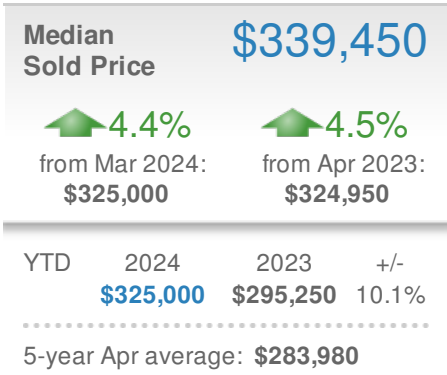 Median
Sold Price
$339,450
4.4%
from Mar 2024:
$325,000
4.5%
from Apr 2023:
$324,950
YTD 2024 2023 +/-
$325,000 $295,250 10.1%
5-year Apr average: $283,980